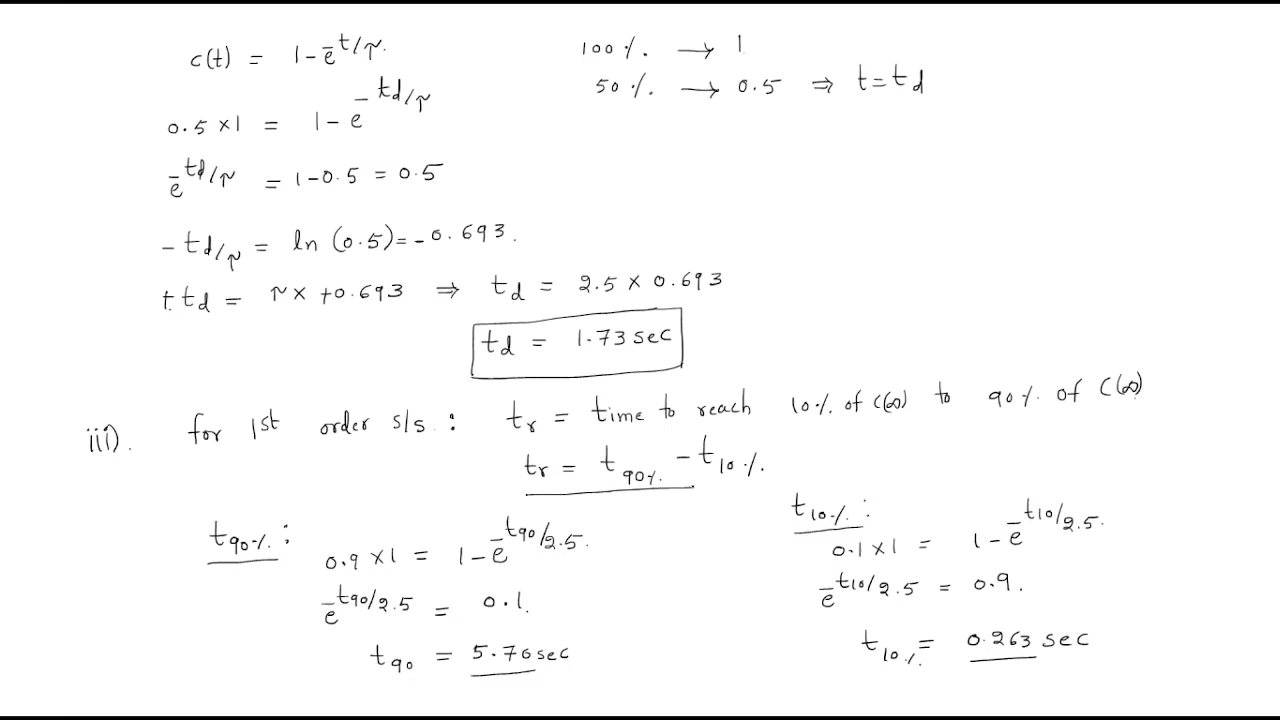 c(t) = 1 - e^-t/τ. 100 %. → 1
50 %. → 0.5 ⇒ t = td
0.5 × 1 = 1 - e^-td/τ
e^-td/τ = 1 - 0.5 = 0.5
- td/τ = ln (0.5) = - 0.693.
+ td = τ × +0.693 ⇒ td = 2.5 × 0.693
td = 1.73 sec
iii). for 1st order s/s : tr = time to reach 10 % of c(∞) to 90 % of c(∞)
tr = t90% - t10%.
t90% : t10% :
0.9 × 1 = 1 - e^-t90/2.5. 0.1 × 1 = 1 - e^-t10/2.5.
e^-t90/2.5 = 0.1. e^-t10/2.5 = 0.9.
t90 = 5.76 sec t10% = 0.263 sec